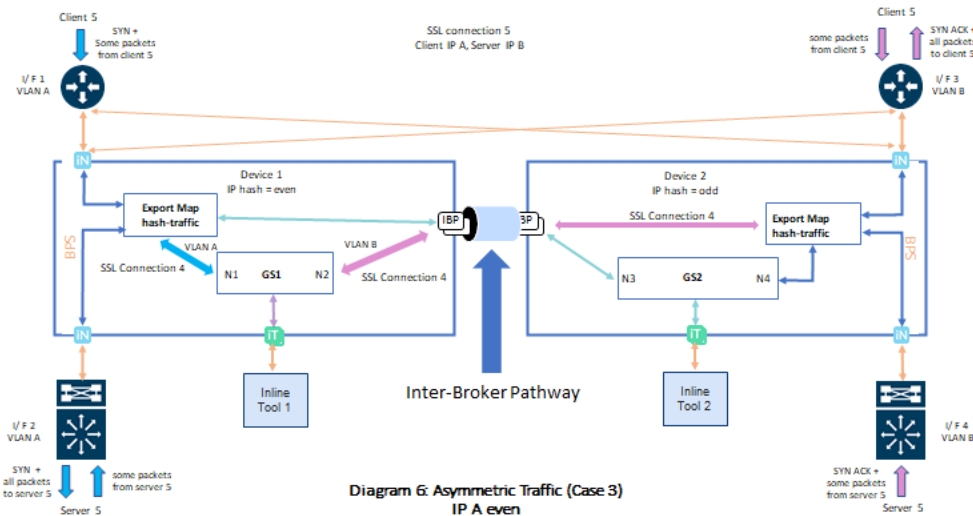 Client 5
SYN +
Some packets
from client 5
SSL connection 5
Client IP A, Server IP B
Client 5
some packets
from client 5
SYN ACK +
all packets
to client 5
I/ F 1
VLAN A
I/ F 3
VLAN B
iN
iN
Device 1
IP hash = even
Device 2
IP hash = odd
Export Map
hash-traffic
IBP
BP
SSL Connection 4
Export Map
hash-traffic
VLAN A
VLAN B
BPS
SSL Connection 4
N1
GS1
N2
SSL Connection 4
N3
GS2
N4
BPS
iN
iT
iT
iN
Inline
Tool 1
Inter-Broker Pathway
Inline
Tool 2
I/ F 2
VLAN A
I/ F 4
VLAN B
SYN +
all packets
to server 5
some packets
from server 5
Server 5
Diagram 6: Asymmetric Traffic (Case 3)
IP A even
SYN ACK +
some packets
from server 5
Server 5